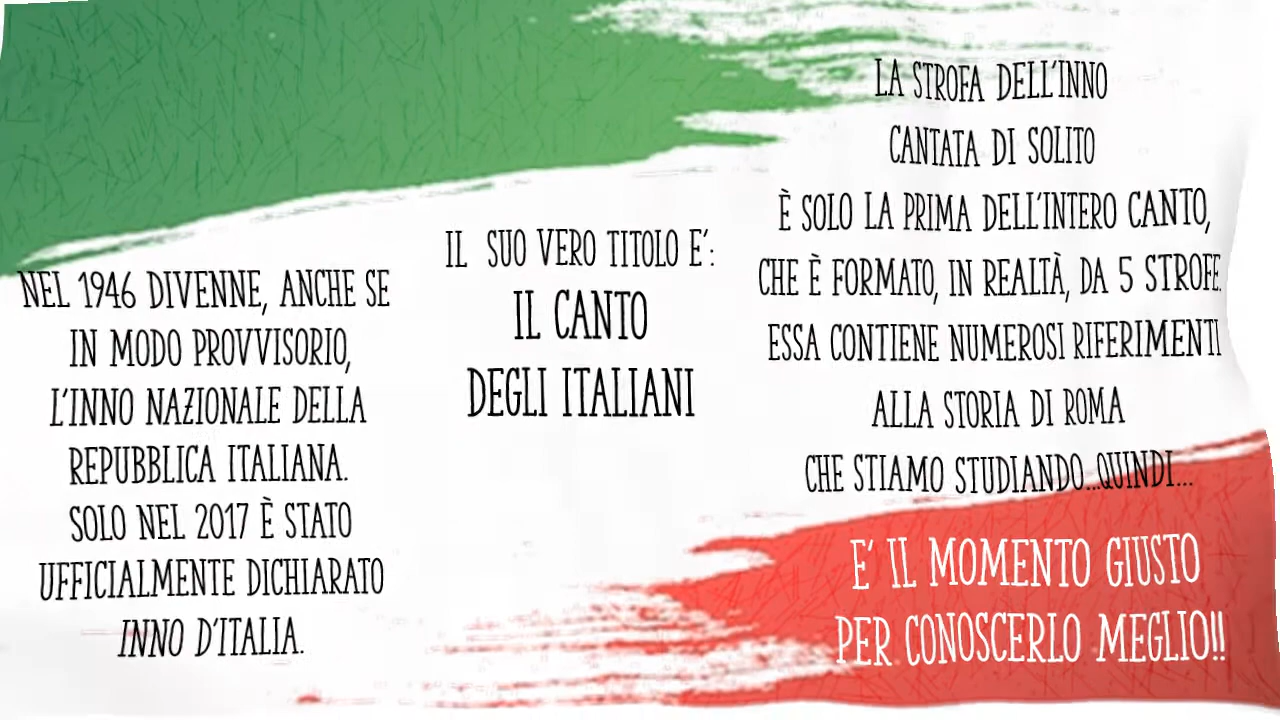 NEL 1946 DIVENNE, ANCHE SE
IN MODO PROVVISORIO,
L'INNO NAZIONALE DELLA
REPUBBLICA ITALIANA.
SOLO NEL 2017 È STATO
UFFICIALMENTE DICHIARATO
INNO D'ITALIA.
IL SUO VERO TITOLO E':
IL CANTO
DEGLI ITALIANI
LA STROFA DELL'INNO
CANTATA DI SOLITO
È SOLO LA PRIMA DELL'INTERO CANTO,
CHE È FORMATO, IN REALTÀ, DA 5 STROFE.
ESSA CONTIENE NUMEROSI RIFERIMENTI
ALLA STORIA DI ROMA
CHE STIAMO STUDIANDO...QUINDI...
E' IL MOMENTO GIUSTO
PER CONOSCERLO MEGLIO!!